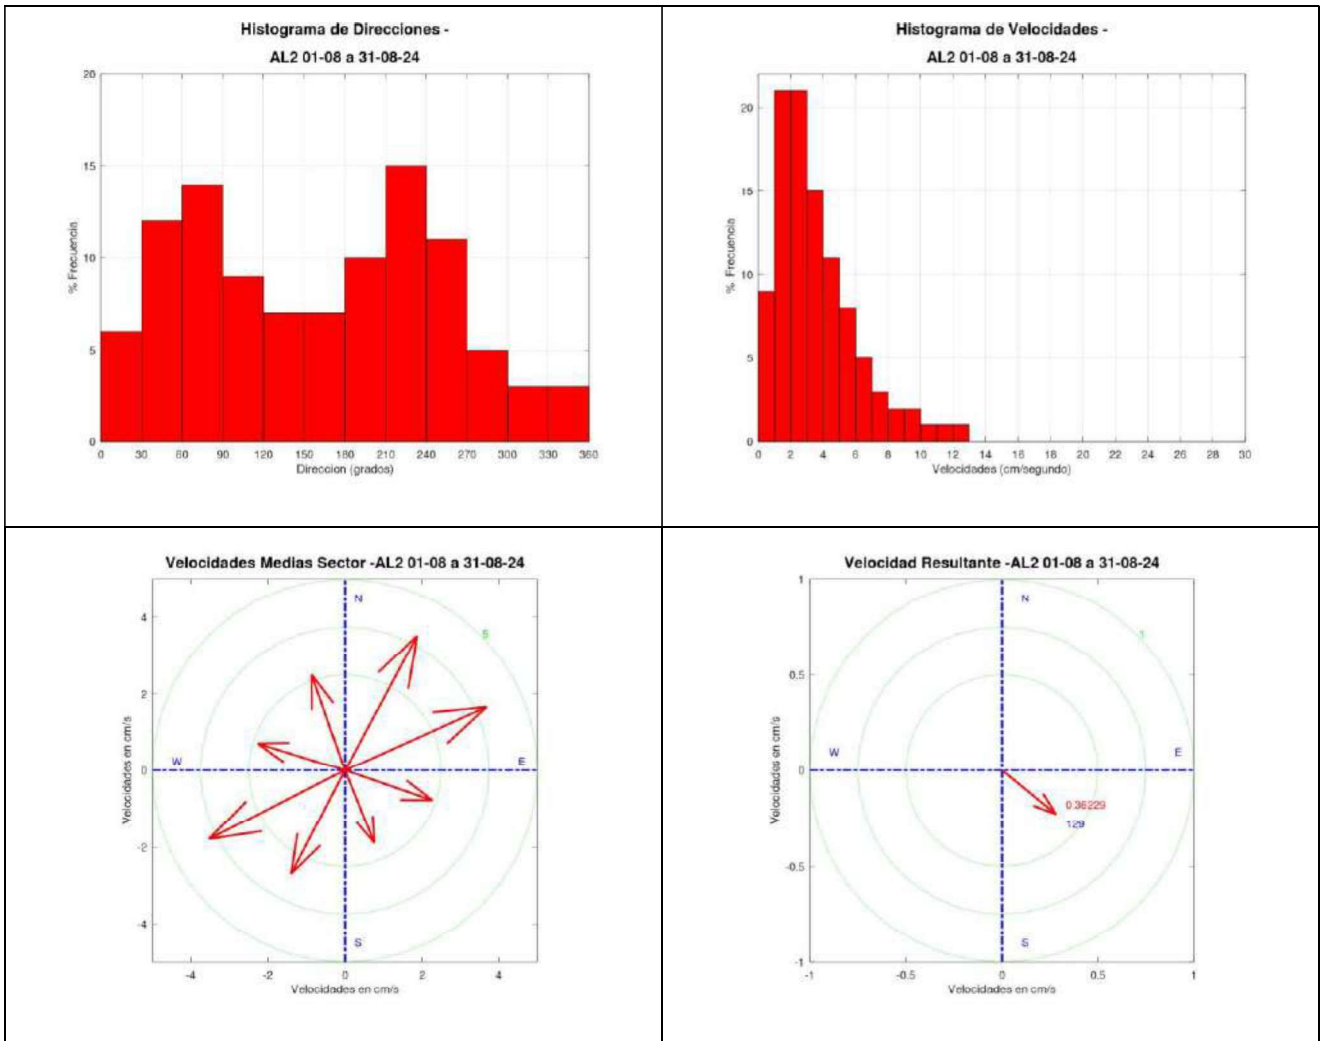 Histograma de Direcciones -
AL2 01-08 a 31-08-24
20
15
10
5
0
% Frecuencia
0 30 60 90 120 150 180 210 240 270 300 330 360
Direccion (grados)
Histograma de Velocidades -
AL2 01-08 a 31-08-24
20
15
10
5
0
% Frecuencia
0 2 4 6 8 10 12 14 16 18 20 22 24 26 28 30
Velocidades (cm/segundo)
Velocidades Medias Sector -AL2 01-08 a 31-08-24
N
5
4
2
W
0
E
-2
-4
S
Velocidades en cm/s
-4 -2 0 2 4
Velocidades en cm/s
Velocidad Resultante -AL2 01-08 a 31-08-24
1
N
1
0.5
W
E
0
0.36229
129
-0.5
S
-1
Velocidades en cm/s
-1 -0.5 0 0.5 1
Velocidades en cm/s